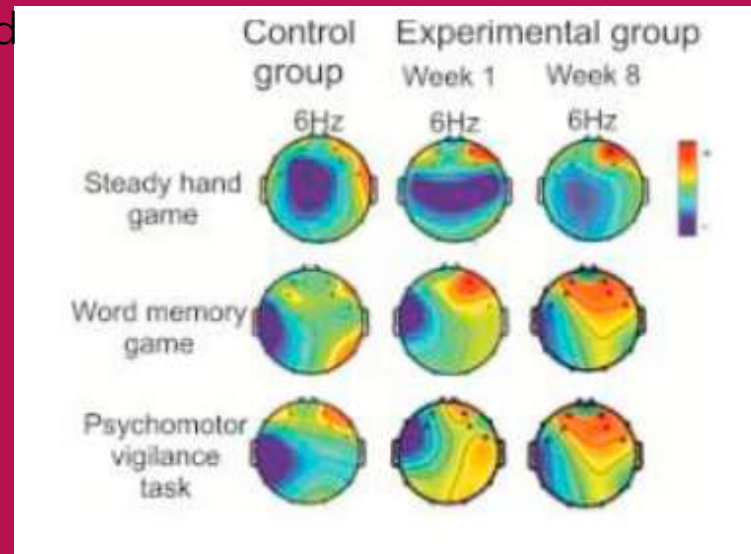 d
Control group
Experimental group
Week 1
Week 8
6Hz
6Hz
6Hz
Steady hand
game
+
-
Word memory
game
Psychomotor
vigilance
task